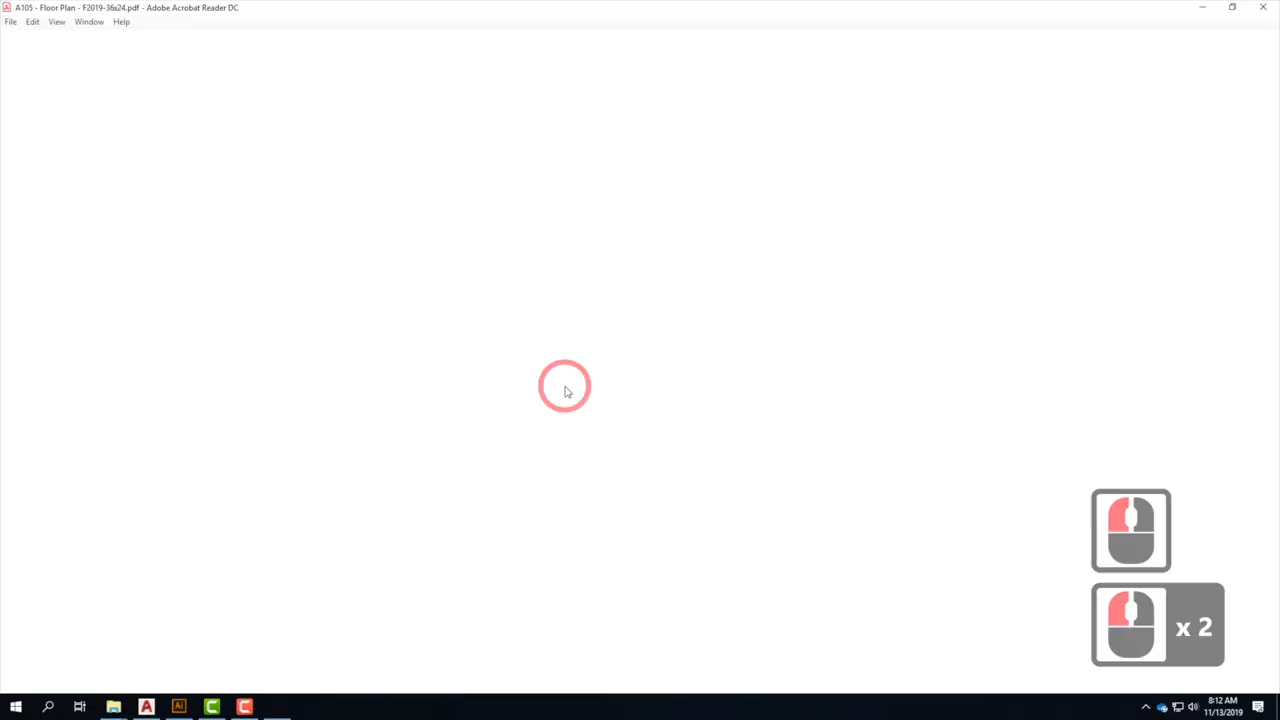 A105 - Floor Plan - F2019-36x24.pdf - Adobe Acrobat Reader DC
File Edit View Window Help
x 2
A Ai C C
8:12 AM
11/13/2019